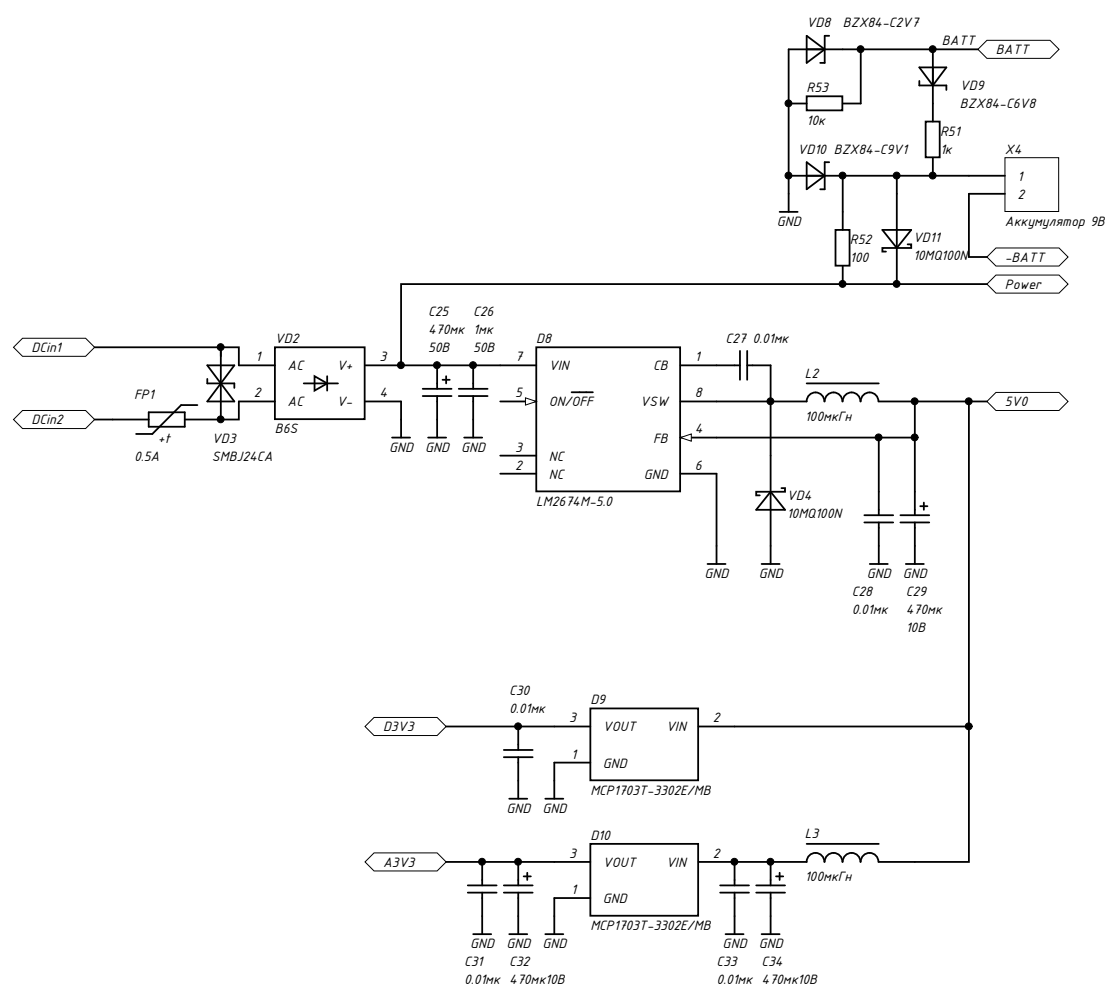 VD8 BZX84-C2V7
BATT
BATT
R53
10к
VD9
BZX84-C6V8
R51
1к
VD10 BZX84-C9V1
X4
1
2
Аккумулятор 9В
GND
R52
100
VD11
10MQ100N
-BATT
Power
DCin1
DCin2
FP1
+t
0.5А
VD3
SMBJ24CA
VD2
1
AC
V+
3
2
AC
V-
4
B6S
GND
C25
470мк
50В
C26
1мк
50В
GND
GND
D8
7
VIN
CB
1
5
ON/OFF
VSW
8
FB
4
3
NC
2
NC
GND
6
LM2674M-5.0
C27 0.01мк
L2
100мкГн
5V0
VD4
10MQ100N
GND
GND
GND
GND
C28
0.01мк
C29
470мк
10В
D3V3
C30
0.01мк
GND
D9
3
VOUT
VIN
2
1
GND
GND
MCP1703T-3302E/MB
A3V3
D10
3
VOUT
VIN
2
1
GND
GND
MCP1703T-3302E/MB
L3
100мкГн
GND
GND
C31
0.01мк
C32
470мк10В
GND
GND
C33
0.01мк
C34
470мк10В